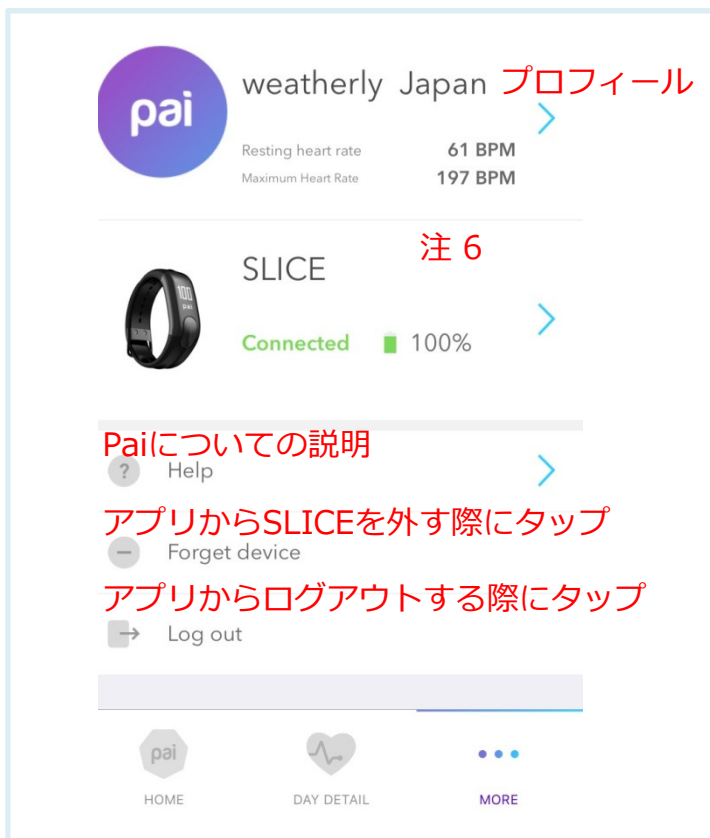 pai
weatherly Japan プロフィール
Resting heart rate 61 BPM
Maximum Heart Rate 197 BPM
注 6
SLICE
100
pai
Connected 100%
Paiについての説明
? Help
アプリからSLICEを外す際にタップ
Forget device
アプリからログアウトする際にタップ
Log out
pai
HOME DAY DETAIL MORE